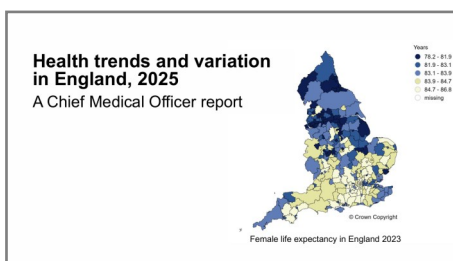 Health trends and variation
in England, 2025
A Chief Medical Officer report
Years
78.2 - 81.9
81.9 - 83.1
83.1 - 83.9
83.9 - 84.7
84.7 - 86.8
missing
© Crown Copyright
Female life expectancy in England 2023